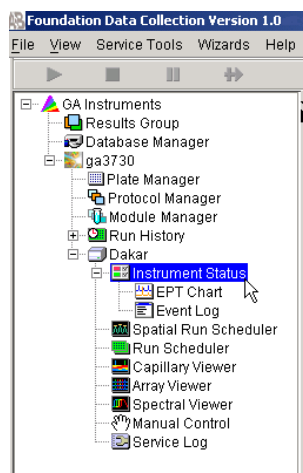 Foundation Data Collection Version 1.0
File View Service Tools Wizards Help
GA Instruments
Results Group
Database Manager
ga3730
Plate Manager
Protocol Manager
Module Manager
Run History
Dakar
Instrument Status
EPT Chart
Event Log
Spatial Run Scheduler
Run Scheduler
Capillary Viewer
Array Viewer
Spectral Viewer
Manual Control
Service Log